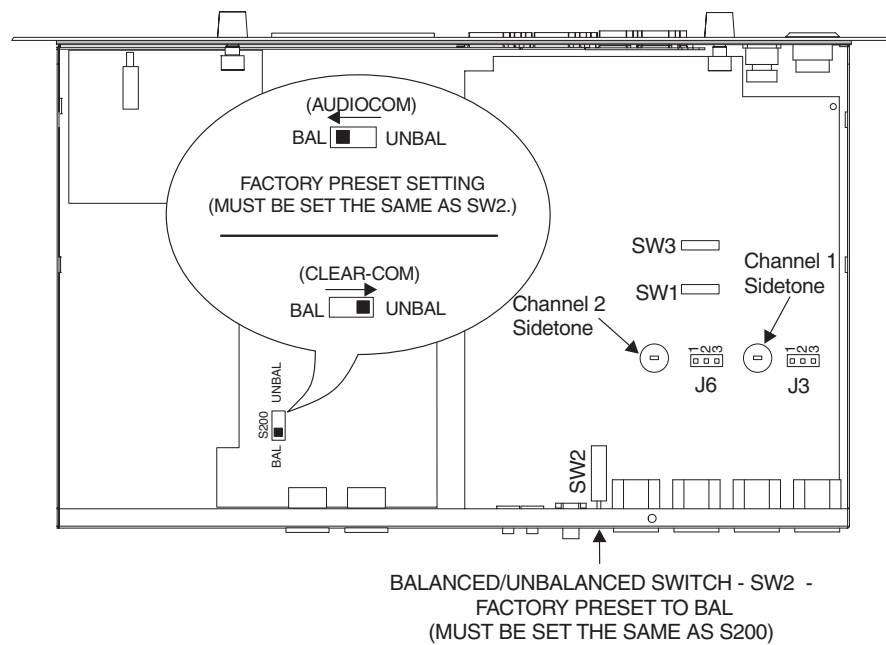 (AUDIOCOM)
BAL UNBAL
FACTORY PRESET SETTING
(MUST BE SET THE SAME AS SW2.)
(CLEAR-COM)
BAL UNBAL
SW3
SW1
Channel 1
Sidetone
Channel 2
Sidetone
1 2 3
J6
1 2 3
J3
UNBAL
S200
BAL
SW2
BALANCED/UNBALANCED SWITCH - SW2 -
FACTORY PRESET TO BAL
(MUST BE SET THE SAME AS S200)